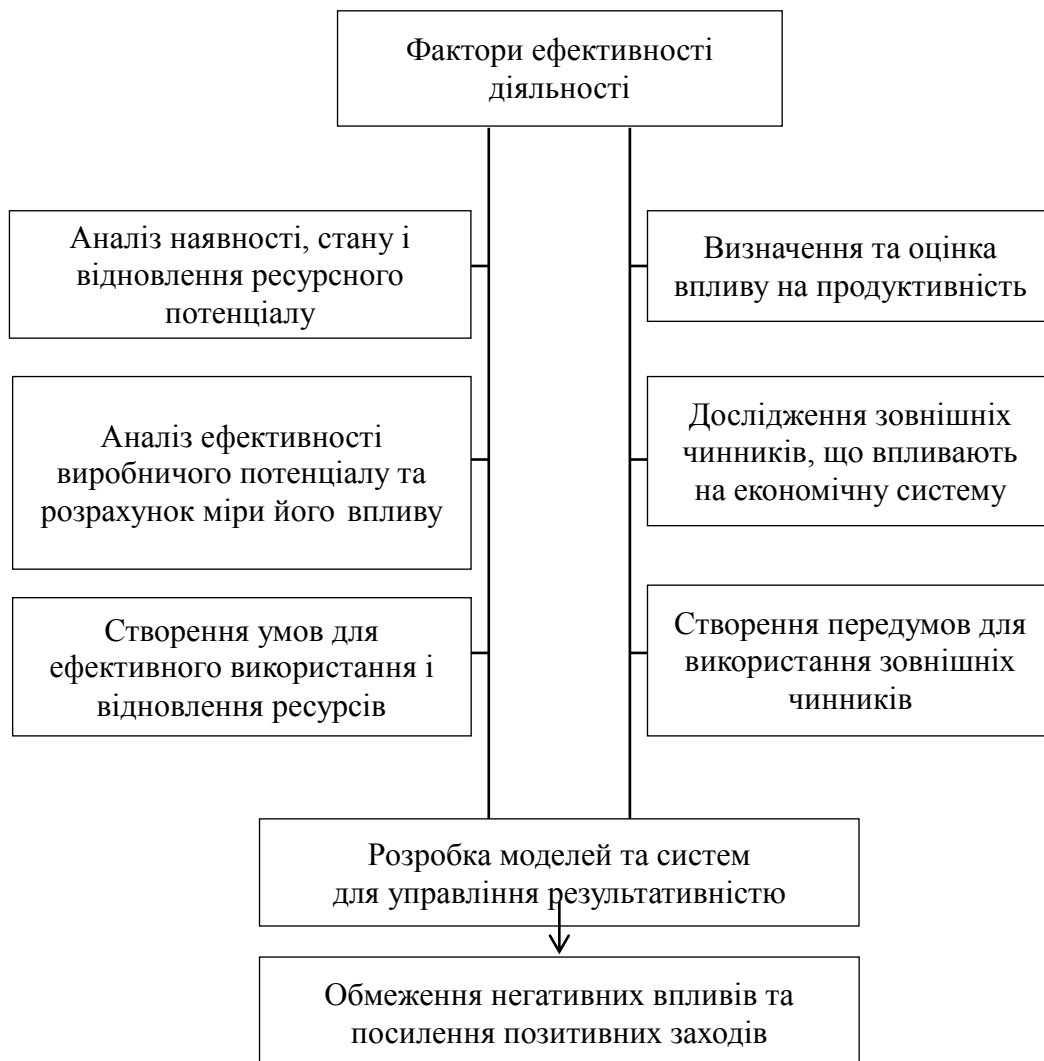 Фактори ефективності
діяльності
Аналіз наявності, стану і
відновлення ресурсного
потенціалу
Визначення та оцінка
впливу на продуктивність
Аналіз ефективності
виробничого потенціалу та
розрахунок міри його впливу
Дослідження зовнішніх
чинників, що впливають
на економічну систему
Створення умов для
ефективного використання і
відновлення ресурсів
Створення передумов для
використання зовнішніх
чинників
Розробка моделей та систем
для управління результативністю
Обмеження негативних впливів та
посилення позитивних заходів